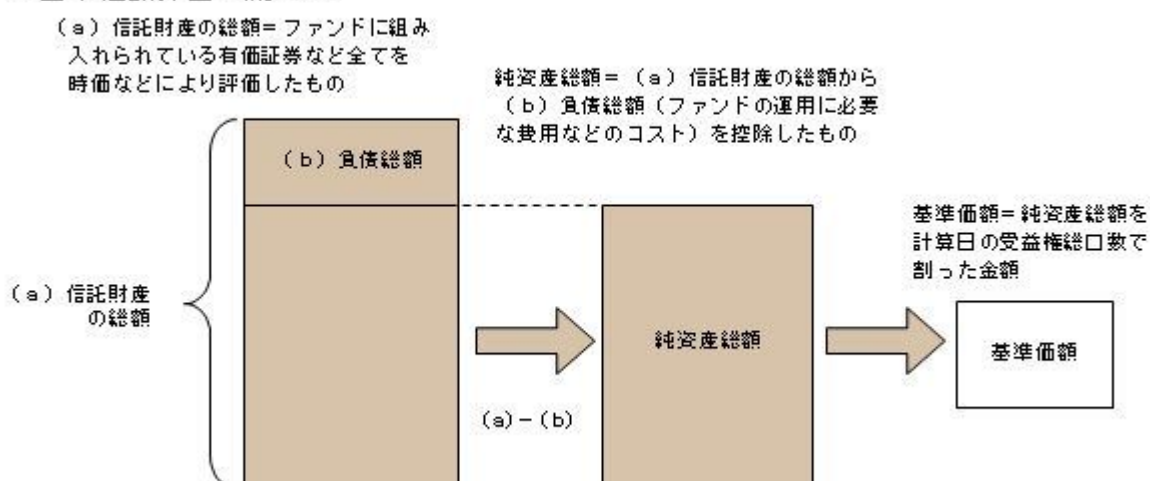 （a）信託財産の総額=ファンドに組み
入れられている有価証券など全てを
時価などにより評価したもの
純資産総額=（a）信託財産の総額から
（b）負債総額（ファンドの運用に必要
な費用などのコスト）を控除したもの
（b）負債総額
基準価額=純資産総額を
計算日の受益権総口数で
割った金額
（a）信託財産
の総額
純資産総額
基準価額
（a）－（b）